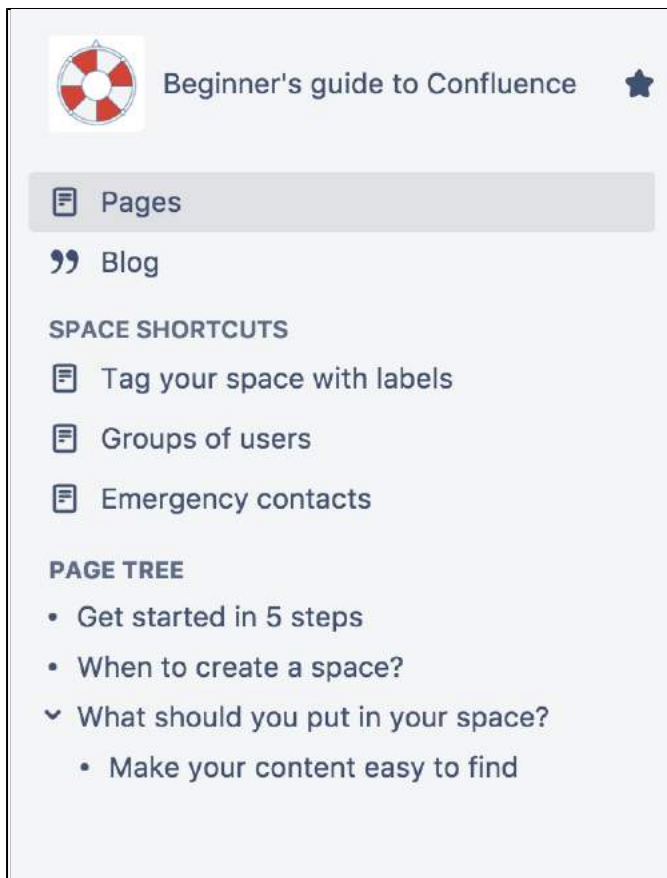 Beginner's guide to Confluence
Pages
Blog
SPACE SHORTCUTS
Tag your space with labels
Groups of users
Emergency contacts
PAGE TREE
• Get started in 5 steps
• When to create a space?
What should you put in your space?
• Make your content easy to find